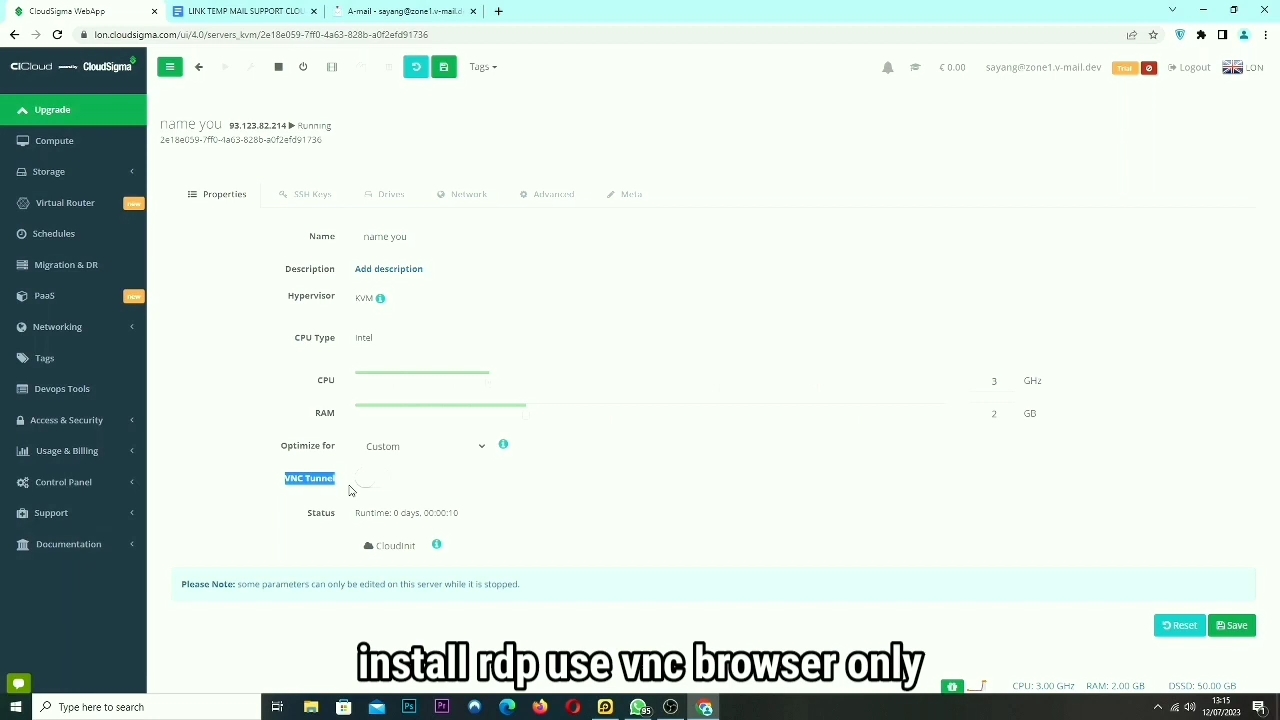 CloudSigma WebApp
LINK TEMP MAIL SUPPORT CLOU
A-mail - sayang@zone1.v-mail.d
lon.cloudsigma.com/ui/4.0/servers_kvm/2e18e059-7ff0-4a63-828b-a0f2efd91736
CloudSigma
Tags
€ 0.00
sayang@zone1.v-mail.dev
Trial
Logout
LON
Upgrade
Compute
Storage
Virtual Router
new
Schedules
Migration & DR
PaaS
new
Networking
Tags
Devops Tools
Access & Security
Usage & Billing
Control Panel
Support
Documentation
name you 93.123.82.214 Running
2e18e059-7ff0-4a63-828b-a0f2efd91736
Properties
SSH Keys
Drives
Network
Advanced
Meta
Name name you
Description Add description
Hypervisor KVM
CPU Type Intel
CPU 3 GHz
RAM 2 GB
Optimize for Custom
VNC Tunnel
Status Runtime: 0 days, 00:00:10
CloudInit
Please Note: some parameters can only be edited on this server while it is stopped.
Reset Save
install rdp use vnc browser only
CPU: 3.00 GHz RAM: 2.00 GB DSSD: 50.00 GB
Type here to search
13:15
12/07/2023